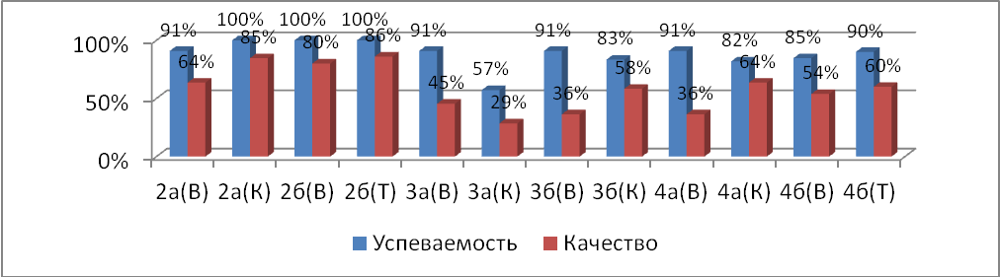 100% 100% 100%
91% 91% 91% 83% 91% 82% 85% 90%
85% 80% 86%
64% 45% 57% 29% 36% 58% 36% 64% 54% 60%
100%
50%
0%
2а(В) 2а(К) 2б(В) 2б(Т) 3а(В) 3а(К) 3б(В) 3б(К) 4а(В) 4а(К) 4б(В) 4б(Т)
Успеваемость Качество